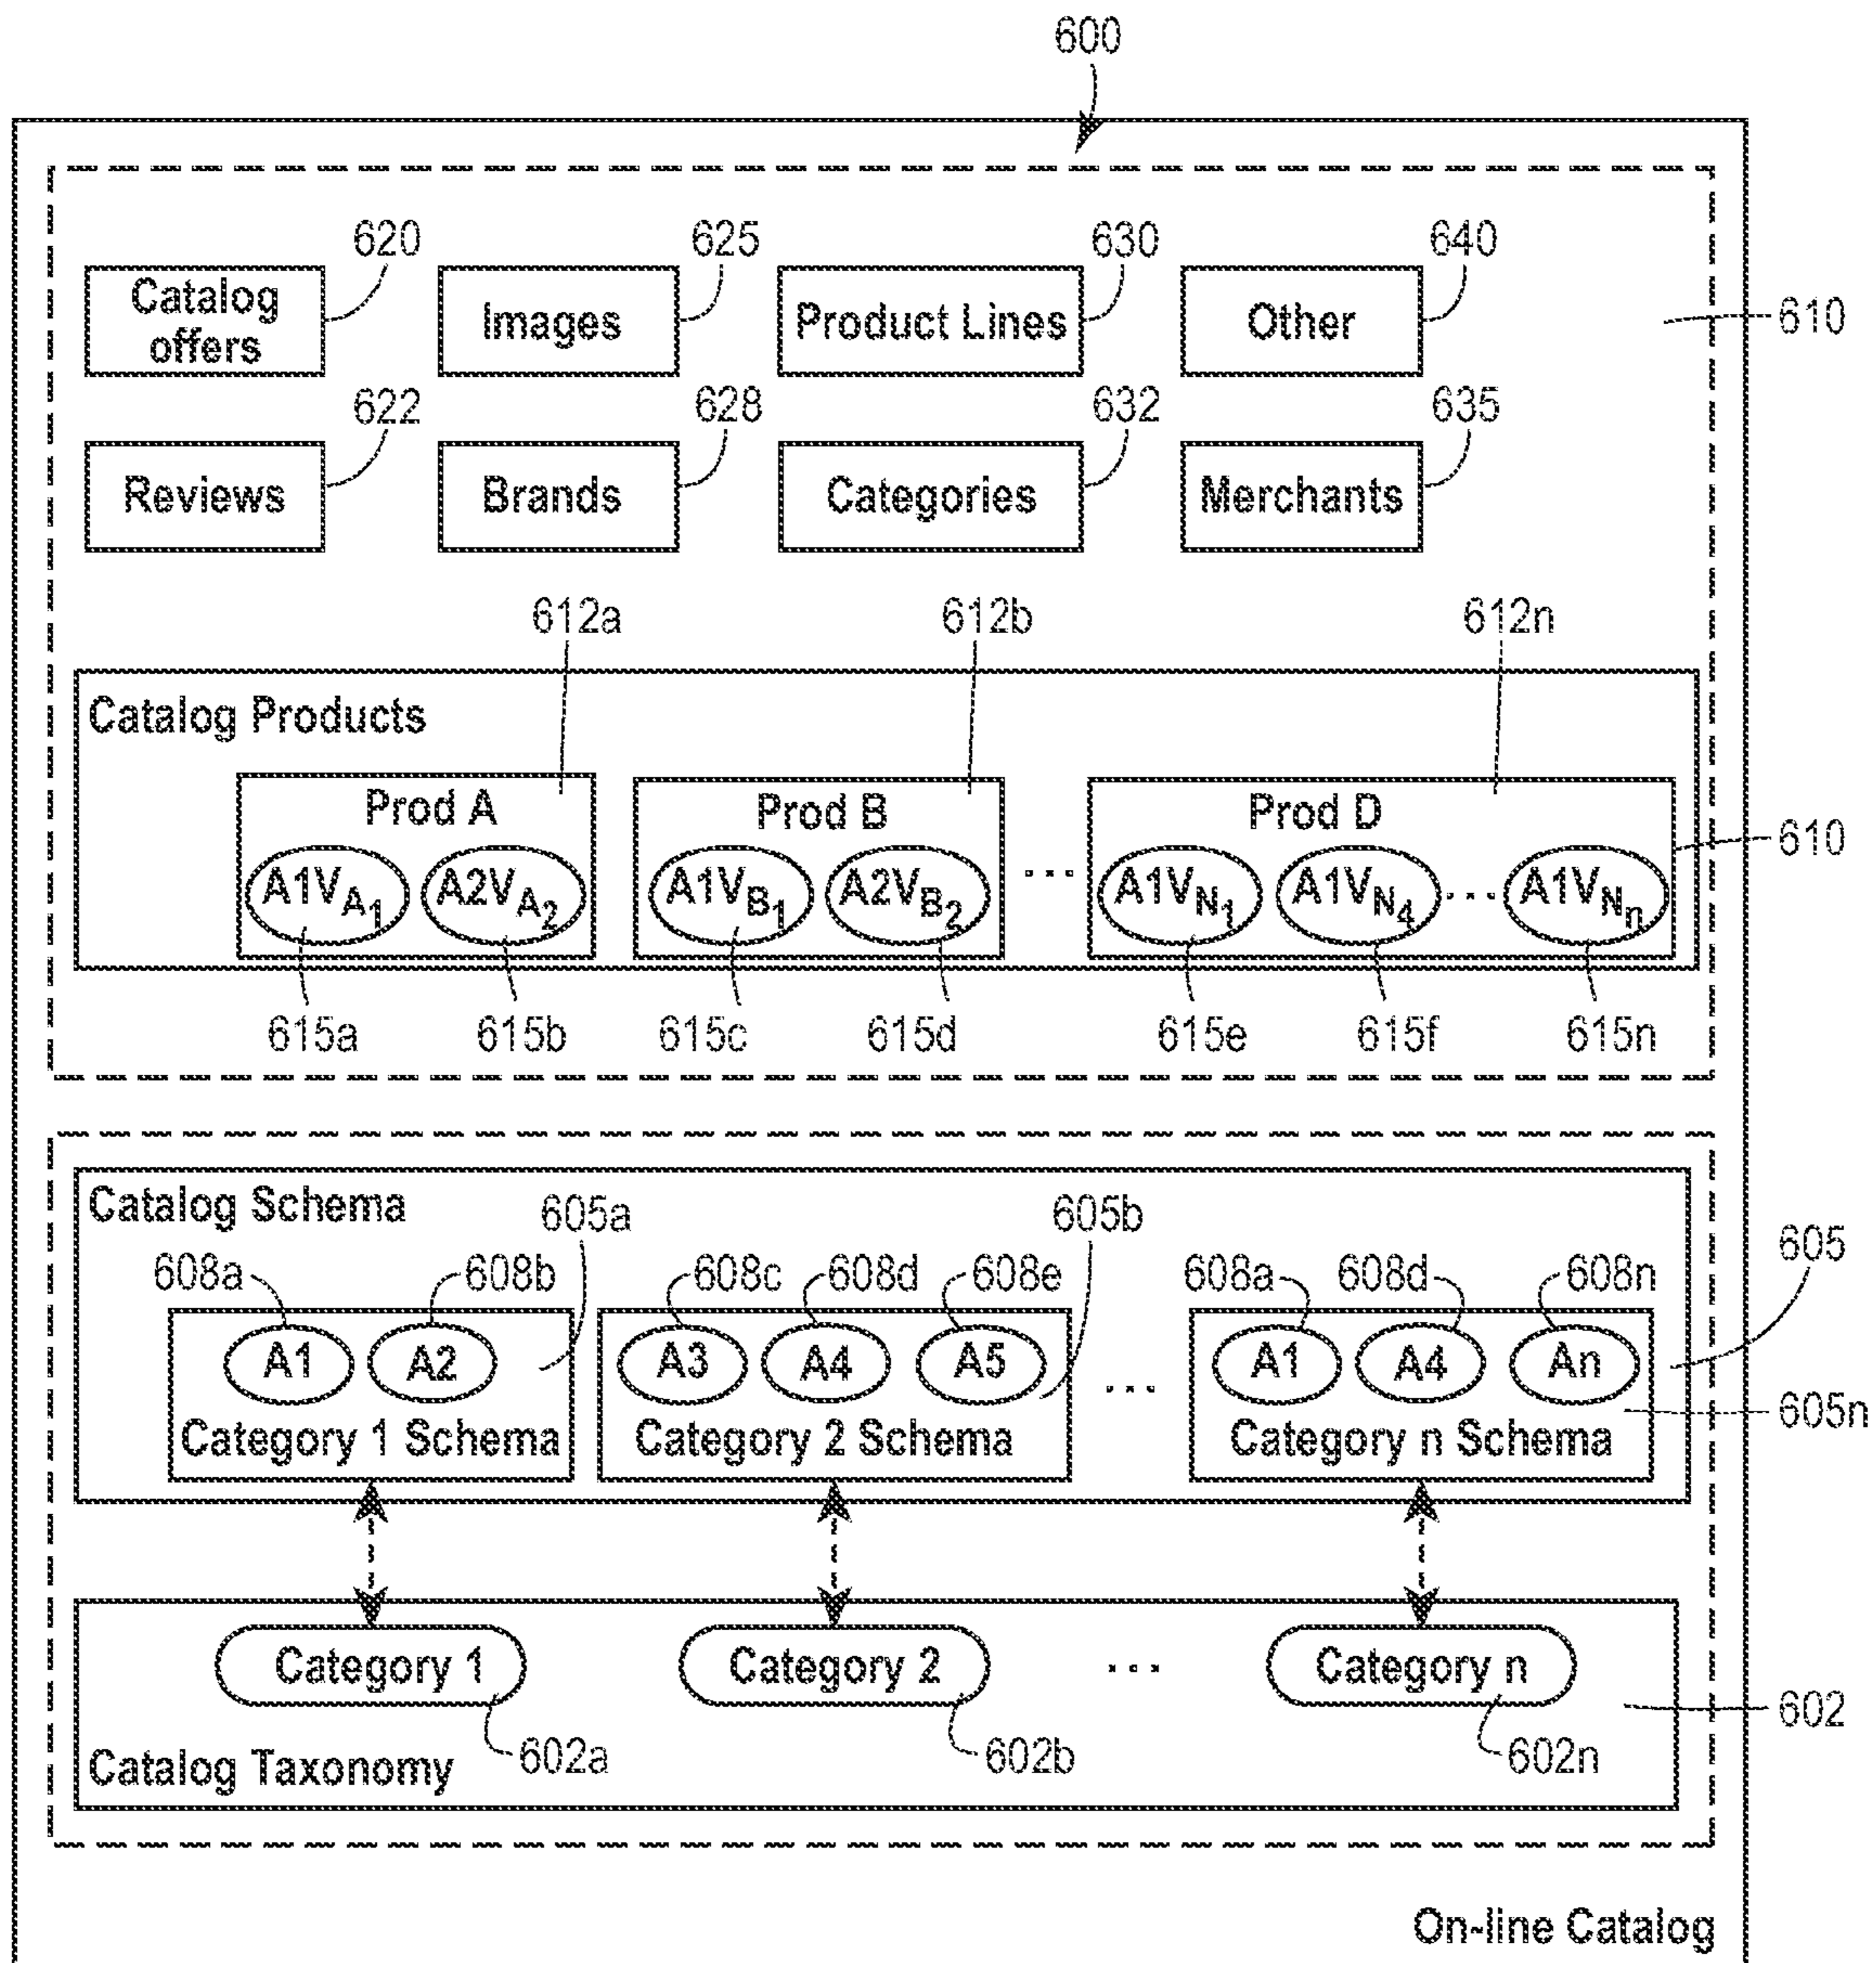 600
620
625
630
640
Catalog
offers
Images
Product Lines
Other
610
622
628
632
635
Reviews
Brands
Categories
Merchants
612a
612b
612n
Catalog Products
Prod A
Prod B
Prod D
610
A1VA1
A2VA2
A1VB1
A2VB2
...
A1VN1
A1VN4
...
A1VNn
615a
615b
615c
615d
615e
615f
615n
Catalog Schema
605a
605b
605
608a
608b
608c
608d
608e
608a
608d
608n
A1
A2
A3
A4
A5
...
A1
A4
An
605n
Category 1 Schema
Category 2 Schema
Category n Schema
Category 1
Category 2
...
Category n
602
Catalog Taxonomy
602a
602b
602n
On-line Catalog